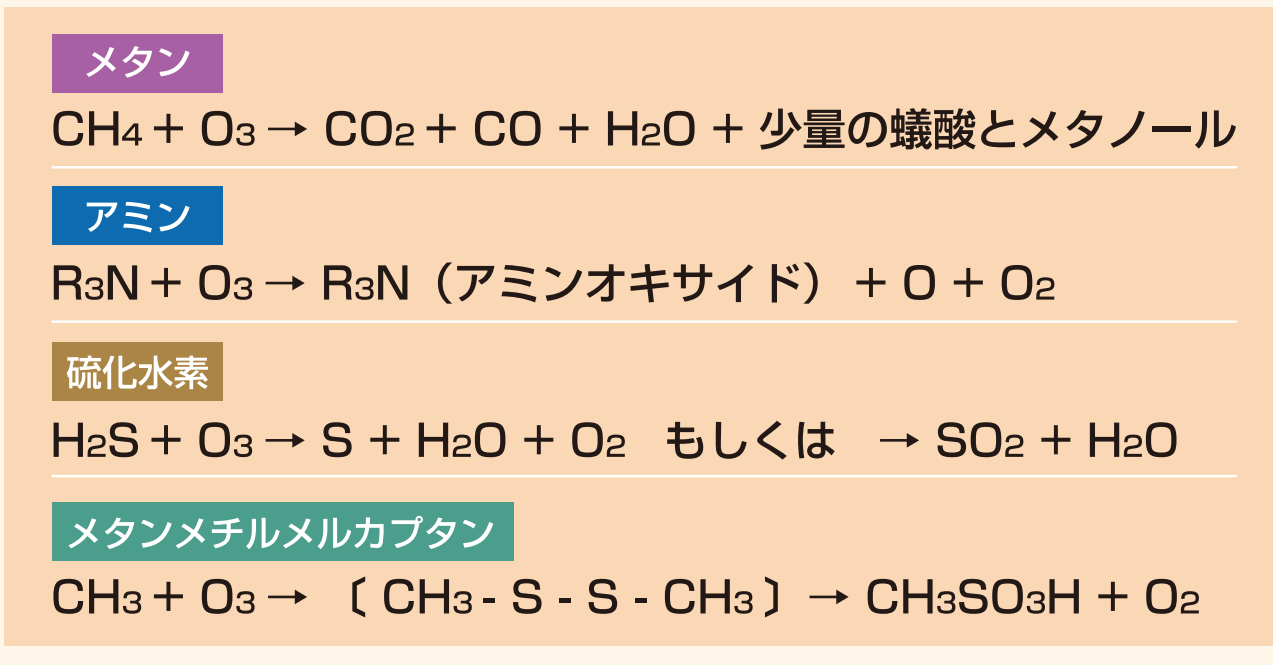 メタン
CH₄ + O₃ → CO₂ + CO + H₂O + 少量の蟻酸とメタノール
アミン
R₃N + O₃ → R₃N（アミンオキサイド） + O + O₂
硫化水素
H₂S + O₃ → S + H₂O + O₂ もしくは → SO₂ + H₂O
メタンメチルメルカプタン
CH₃ + O₃ → 〔 CH₃ - S - S - CH₃ 〕 → CH₃SO₃H + O₂